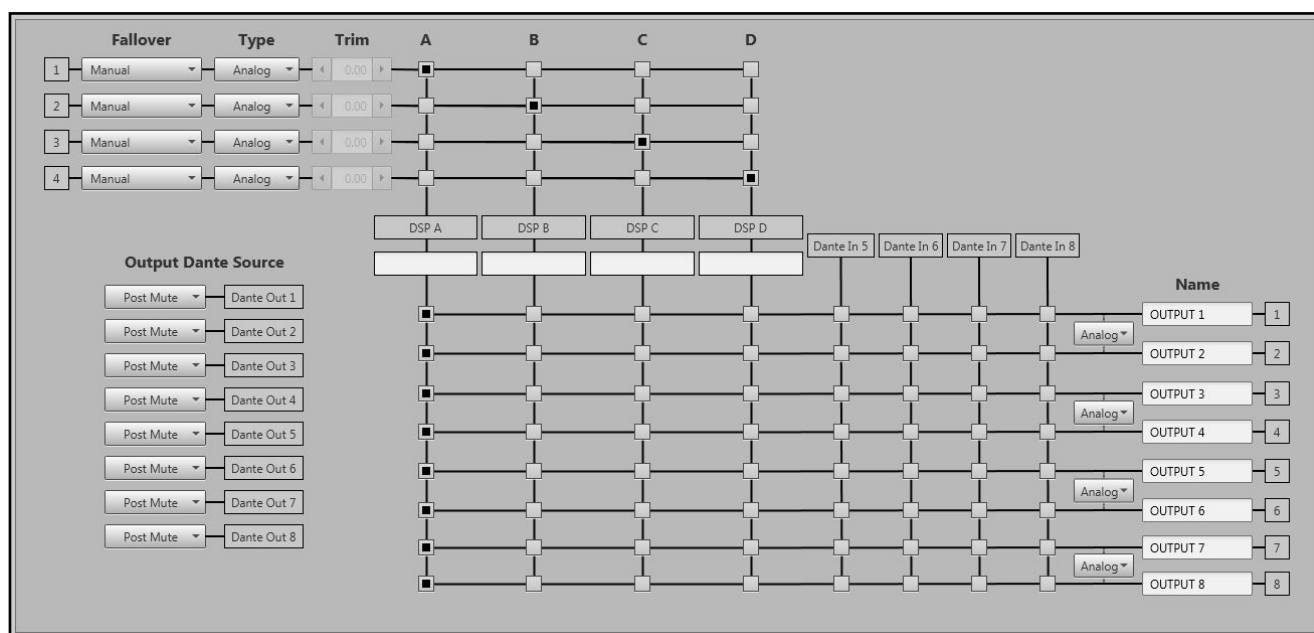 Fallover Type Trim A B C D
1 Manual Analog 0.00
2 Manual Analog 0.00
3 Manual Analog 0.00
4 Manual Analog 0.00
DSP A DSP B DSP C DSP D
Dante In 5 Dante In 6 Dante In 7 Dante In 8
Output Dante Source
Name
Post Mute Dante Out 1
OUTPUT 1 1
Analog
Post Mute Dante Out 2
OUTPUT 2 2
Post Mute Dante Out 3
OUTPUT 3 3
Post Mute Dante Out 4
Analog
OUTPUT 4 4
Post Mute Dante Out 5
Post Mute Dante Out 6
OUTPUT 5 5
Analog
Post Mute Dante Out 7
OUTPUT 6 6
Post Mute Dante Out 8
OUTPUT 7 7
Analog
OUTPUT 8 8